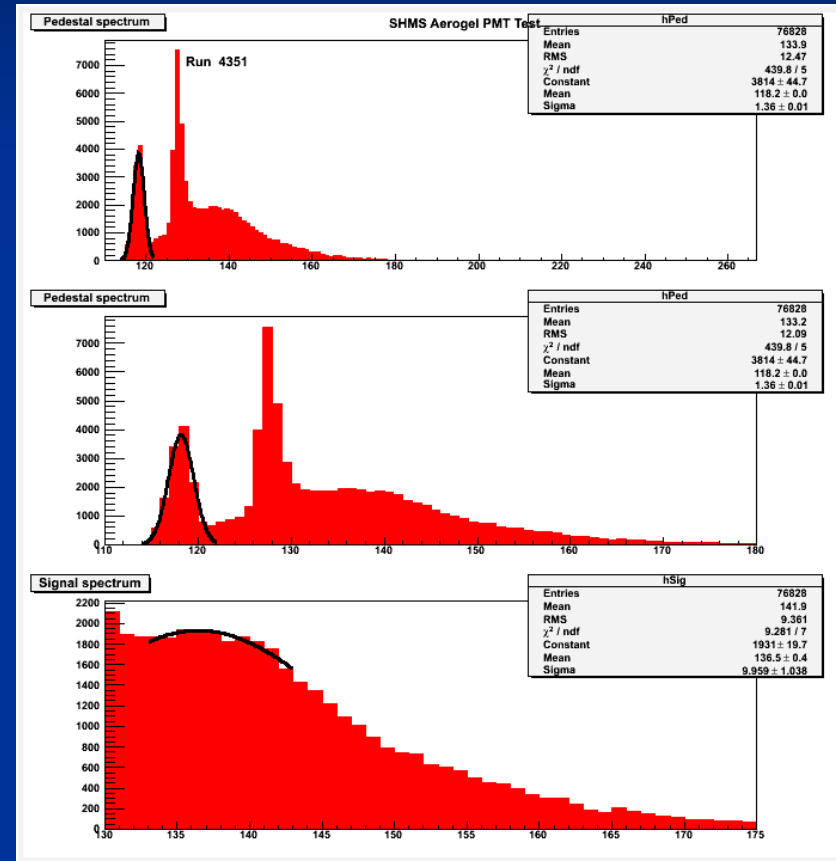 Pedestal spectrum
SHMS Aerogel PMT Test
Run 4351
hPed
Entries 76828
Mean 133.9
RMS 12.47
χ² / ndf 439.8 / 5
Constant 3814 ± 44.7
Mean 118.2 ± 0.0
Sigma 1.36 ± 0.01
7000
6000
5000
4000
3000
2000
1000
0
120 140 160 180 200 220 240 260
Pedestal spectrum
hPed
Entries 76828
Mean 133.2
RMS 12.09
χ² / ndf 439.8 / 5
Constant 3814 ± 44.7
Mean 118.2 ± 0.0
Sigma 1.36 ± 0.01
7000
6000
5000
4000
3000
2000
1000
0
110 120 130 140 150 160 170 180
Signal spectrum
hSig
Entries 76828
Mean 141.9
RMS 9.361
χ² / ndf 9.281 / 7
Constant 1931 ± 19.7
Mean 136.5 ± 0.4
Sigma 9.959 ± 1.038
2200
2000
1800
1600
1400
1200
1000
800
600
400
200
0
130 135 140 145 150 155 160 165 170 175